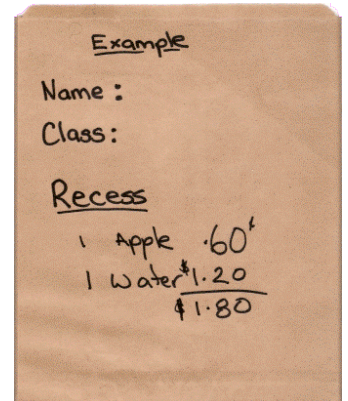 Example
Name :
Class :
Recess
1 Apple .60¢
1 Water $1.20
$1.80